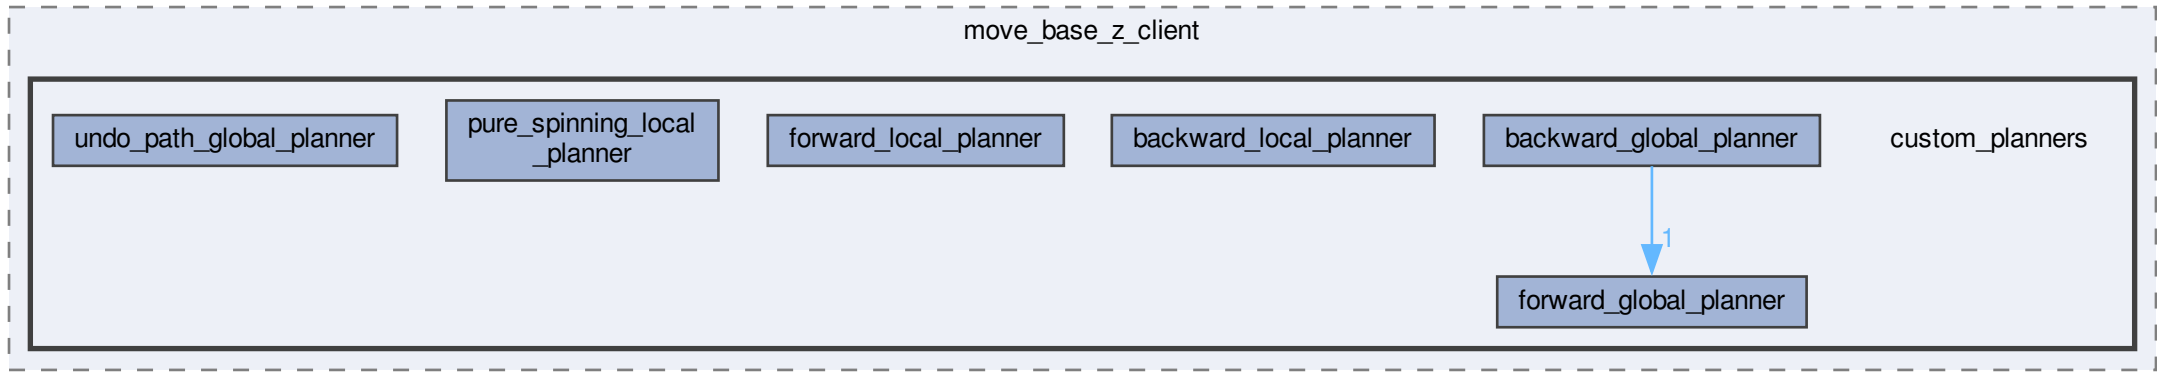 move_base_z_client
undo_path_global_planner
pure_spinning_local
_planner
forward_local_planner
backward_local_planner
backward_global_planner
custom_planners
1
forward_global_planner